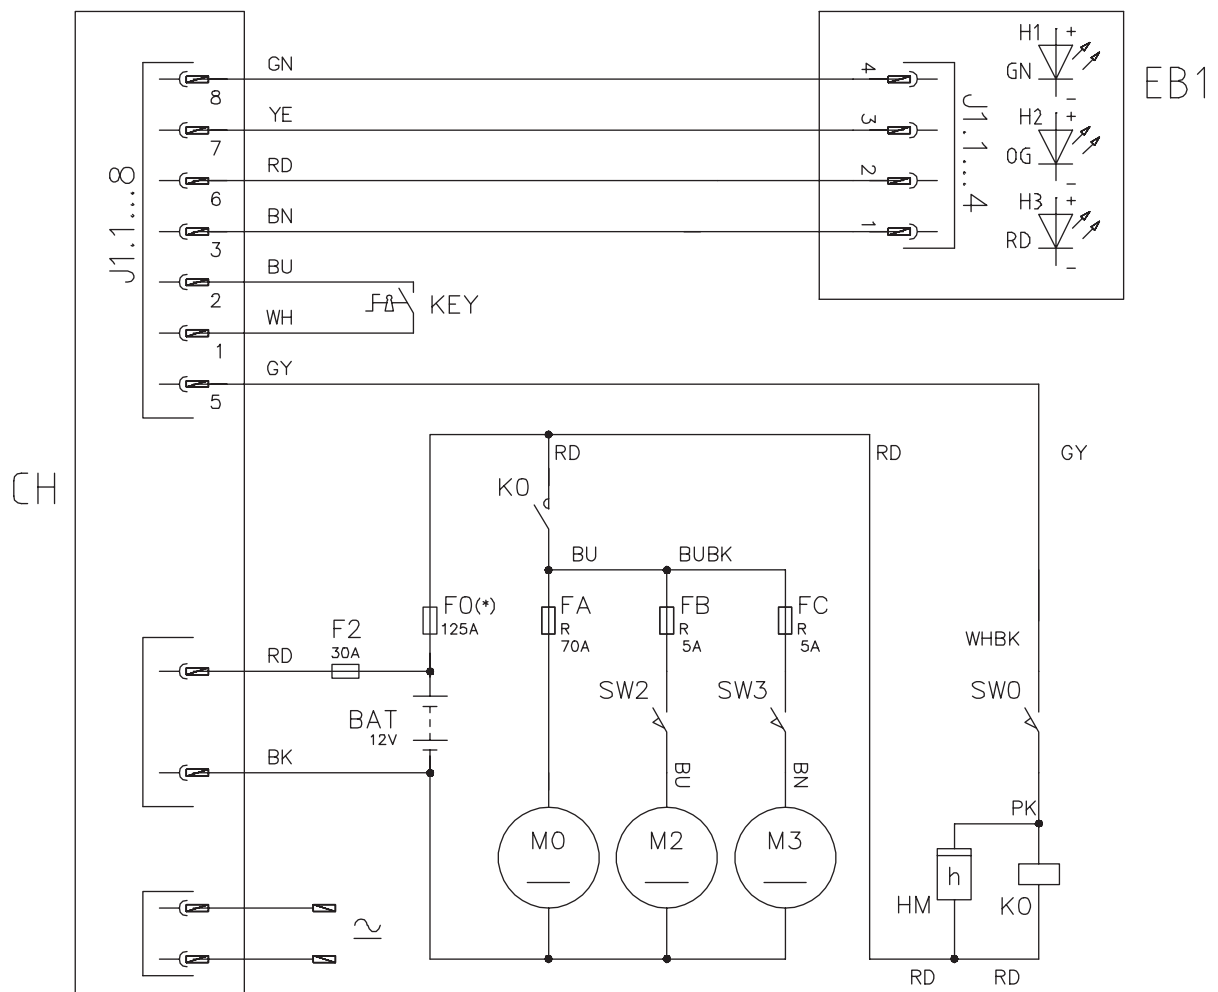 H1 +
GN
–
EB1
GN
8
4
YE
7
3
H2 +
OG
–
J1.1...8
RD
6
2
J1.1...4
H3 +
RD
–
BN
3
1
BU
2
KEY
WH
1
GY
5
CH
RD
RD
GY
K0
BU
BUBK
F0(*)
125A
FA
R
70A
FB
R
5A
FC
R
5A
F2
30A
RD
WHBK
BAT
12V
SW2
SW3
SW0
BK
BU
BN
PK
M0
M2
M3
h
HM
K0
RD
RD